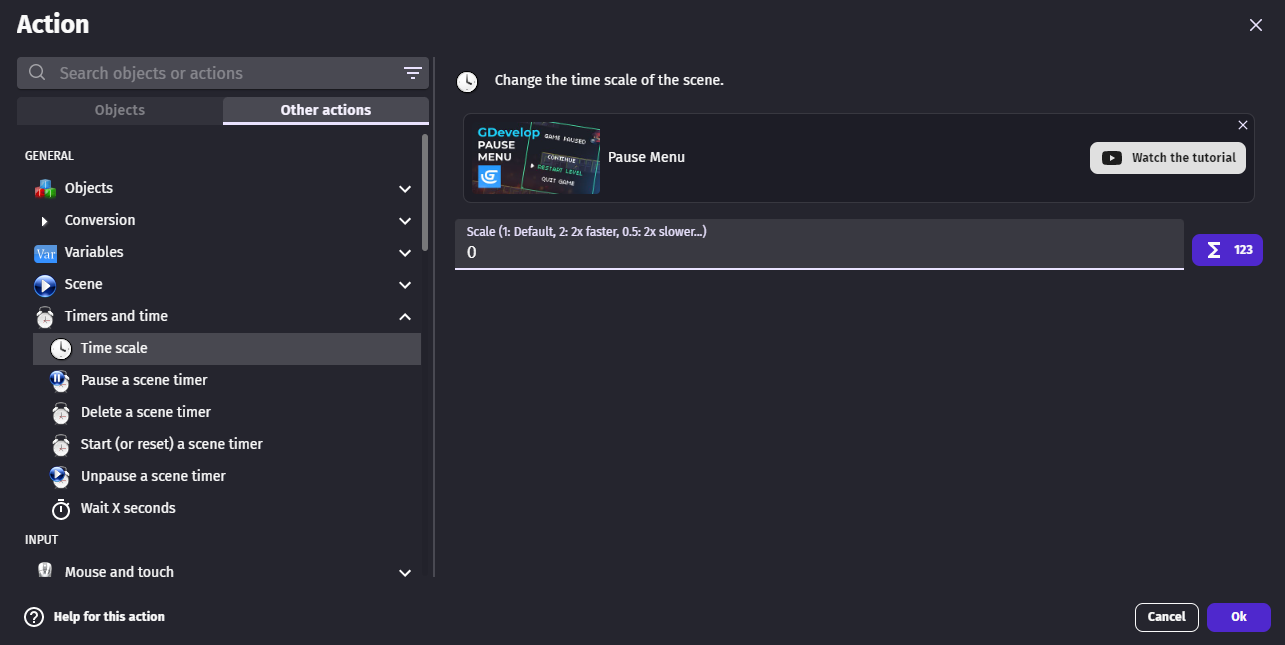 Action
Search objects or actions
Objects
Other actions
GENERAL
Objects
Conversion
Var
Variables
Scene
Timers and time
Time scale
Pause a scene timer
Delete a scene timer
Start (or reset) a scene timer
Unpause a scene timer
Wait X seconds
INPUT
Mouse and touch
Help for this action
Change the time scale of the scene.
GDevelop
PAUSE
MENU
GAME PAUSED
CONTINUE
RESTART LEVEL
QUIT GAME
Pause Menu
Watch the tutorial
Scale (1: Default, 2: 2x faster, 0.5: 2x slower...)
0
Σ 123
Cancel
Ok